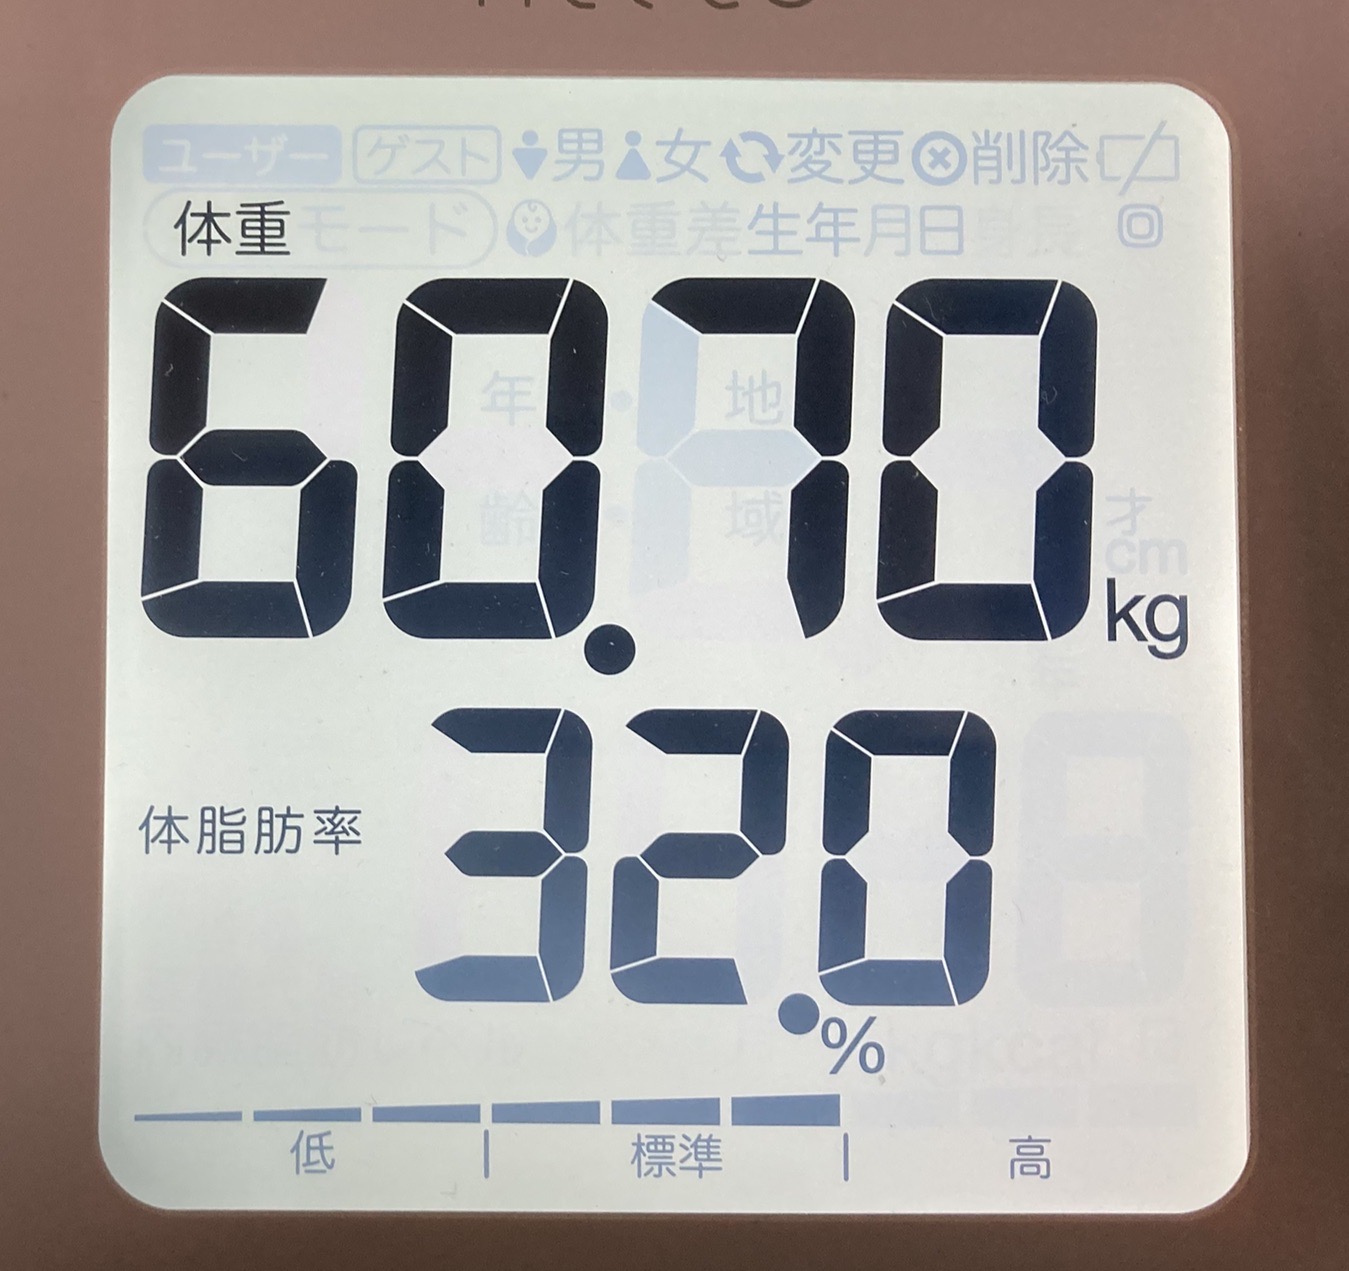 ユーザー ゲスト 男 女 変更 削除
体重 モード 体重差 生年月日
年 地
齢 域
才
cm
60.70 kg
体脂肪率 32.0 %
kgkcal
低 標準 高